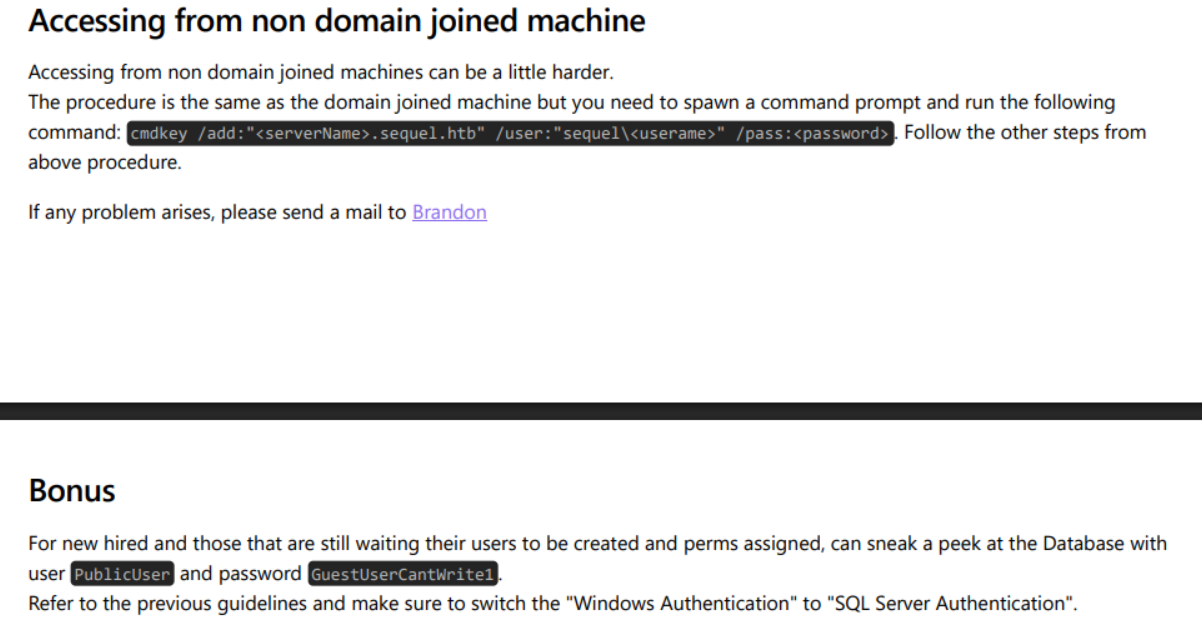 Accessing from non domain joined machine
Accessing from non domain joined machines can be a little harder.
The procedure is the same as the domain joined machine but you need to spawn a command prompt and run the following
command: cmdkey /add:"<serverName>.sequel.htb" /user:"sequel\<userame>" /pass:<password>. Follow the other steps from
above procedure.
If any problem arises, please send a mail to Brandon
Bonus
For new hired and those that are still waiting their users to be created and perms assigned, can sneak a peek at the Database with
user PublicUser and password GuestUserCantWrite1.
Refer to the previous guidelines and make sure to switch the "Windows Authentication" to "SQL Server Authentication".